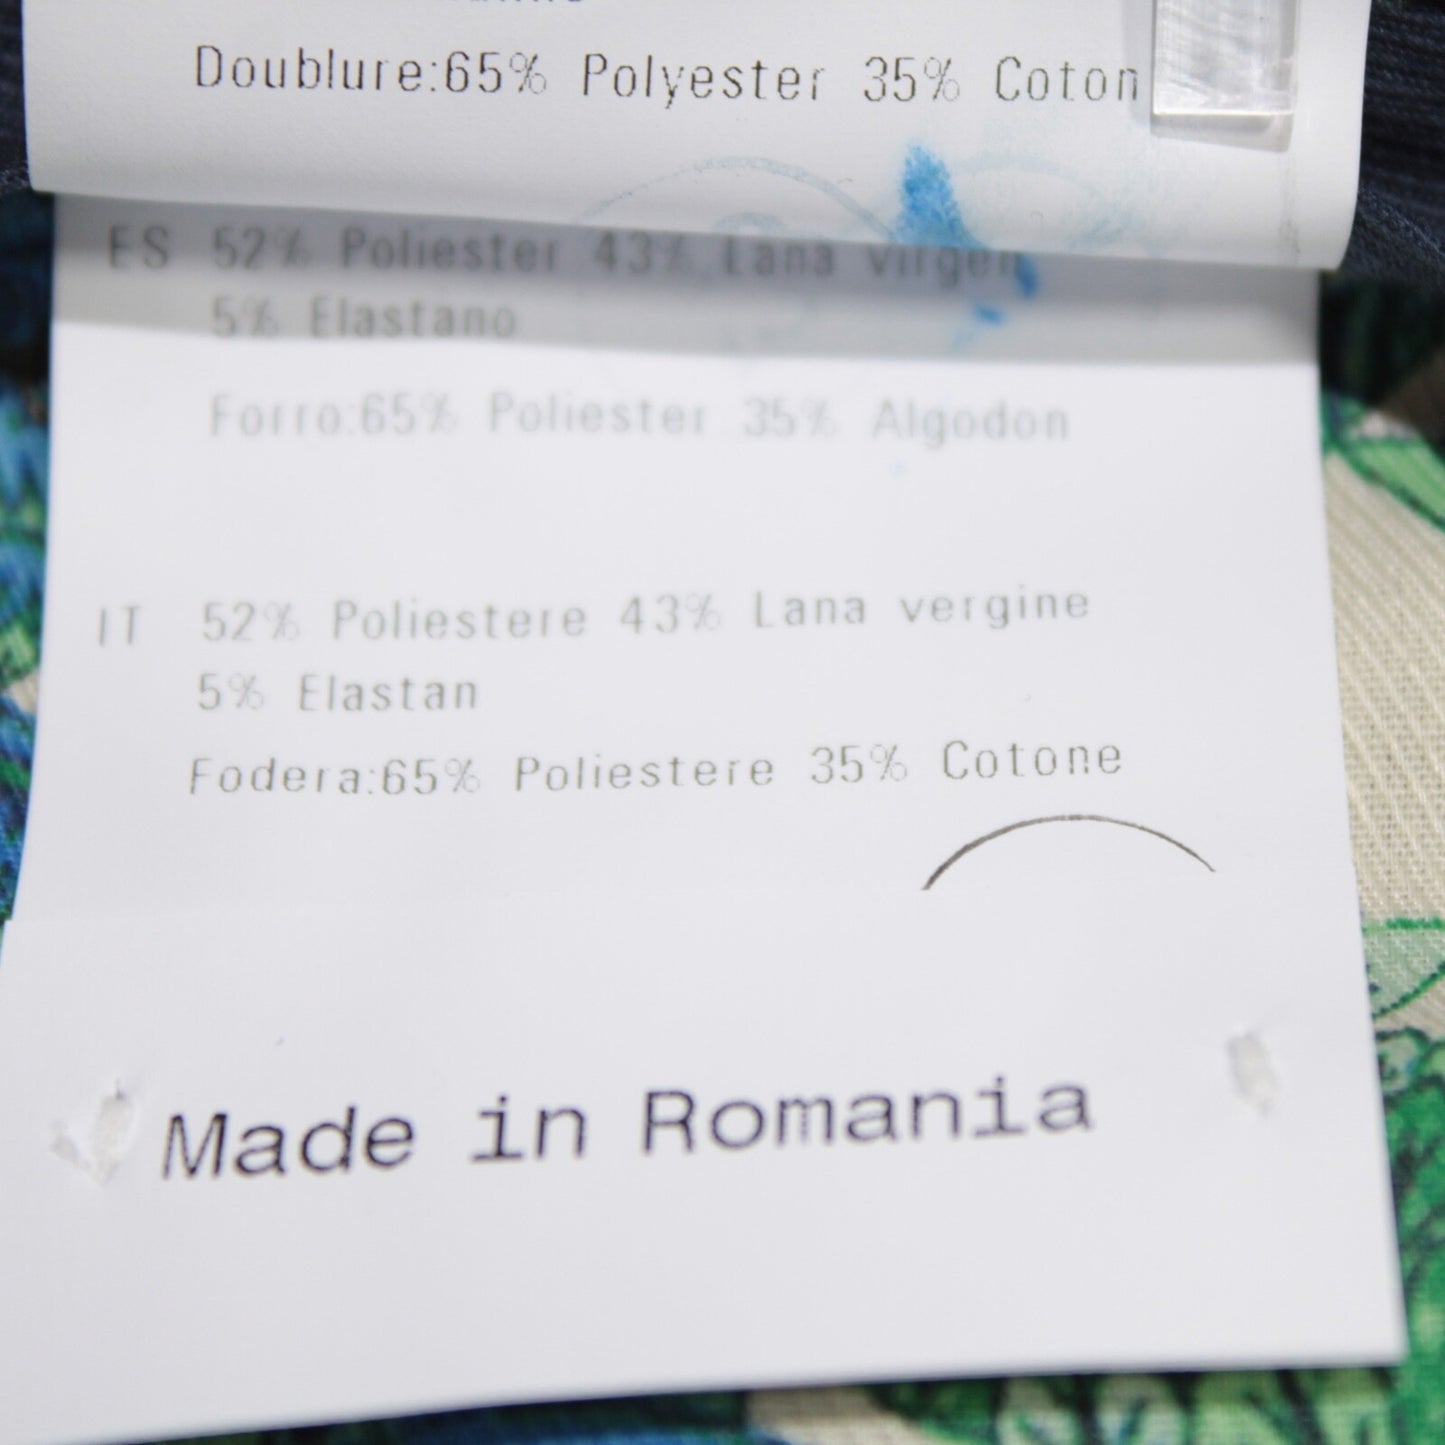 Doublure:65% Polyester 35% Coton
ES 52% Poliester 43% Lana virgen
5% Elastano
Forro:65% Poliester 35% Algodon
IT 52% Poliestere 43% Lana vergine
5% Elastan
Fodera:65% Poliestere 35% Cotone
Made in Romania